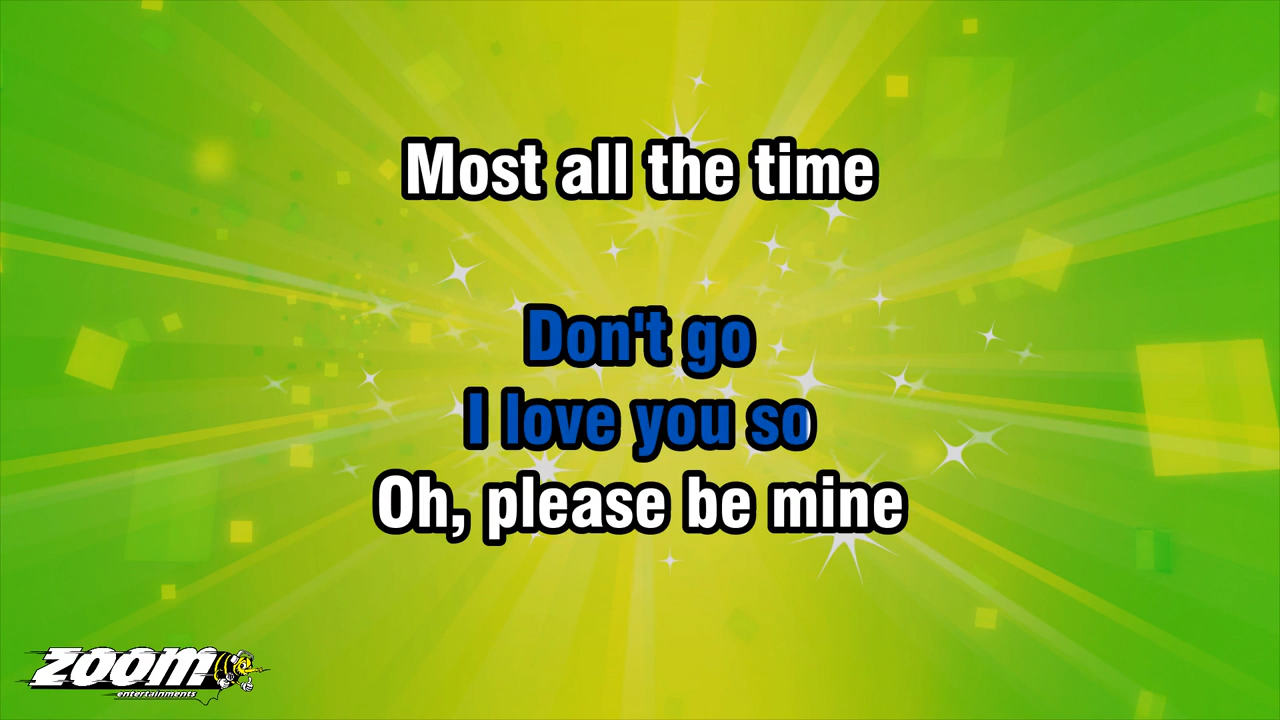 Most all the time
Don't go
I love you so
Oh, please be mine
zoom
entertainments